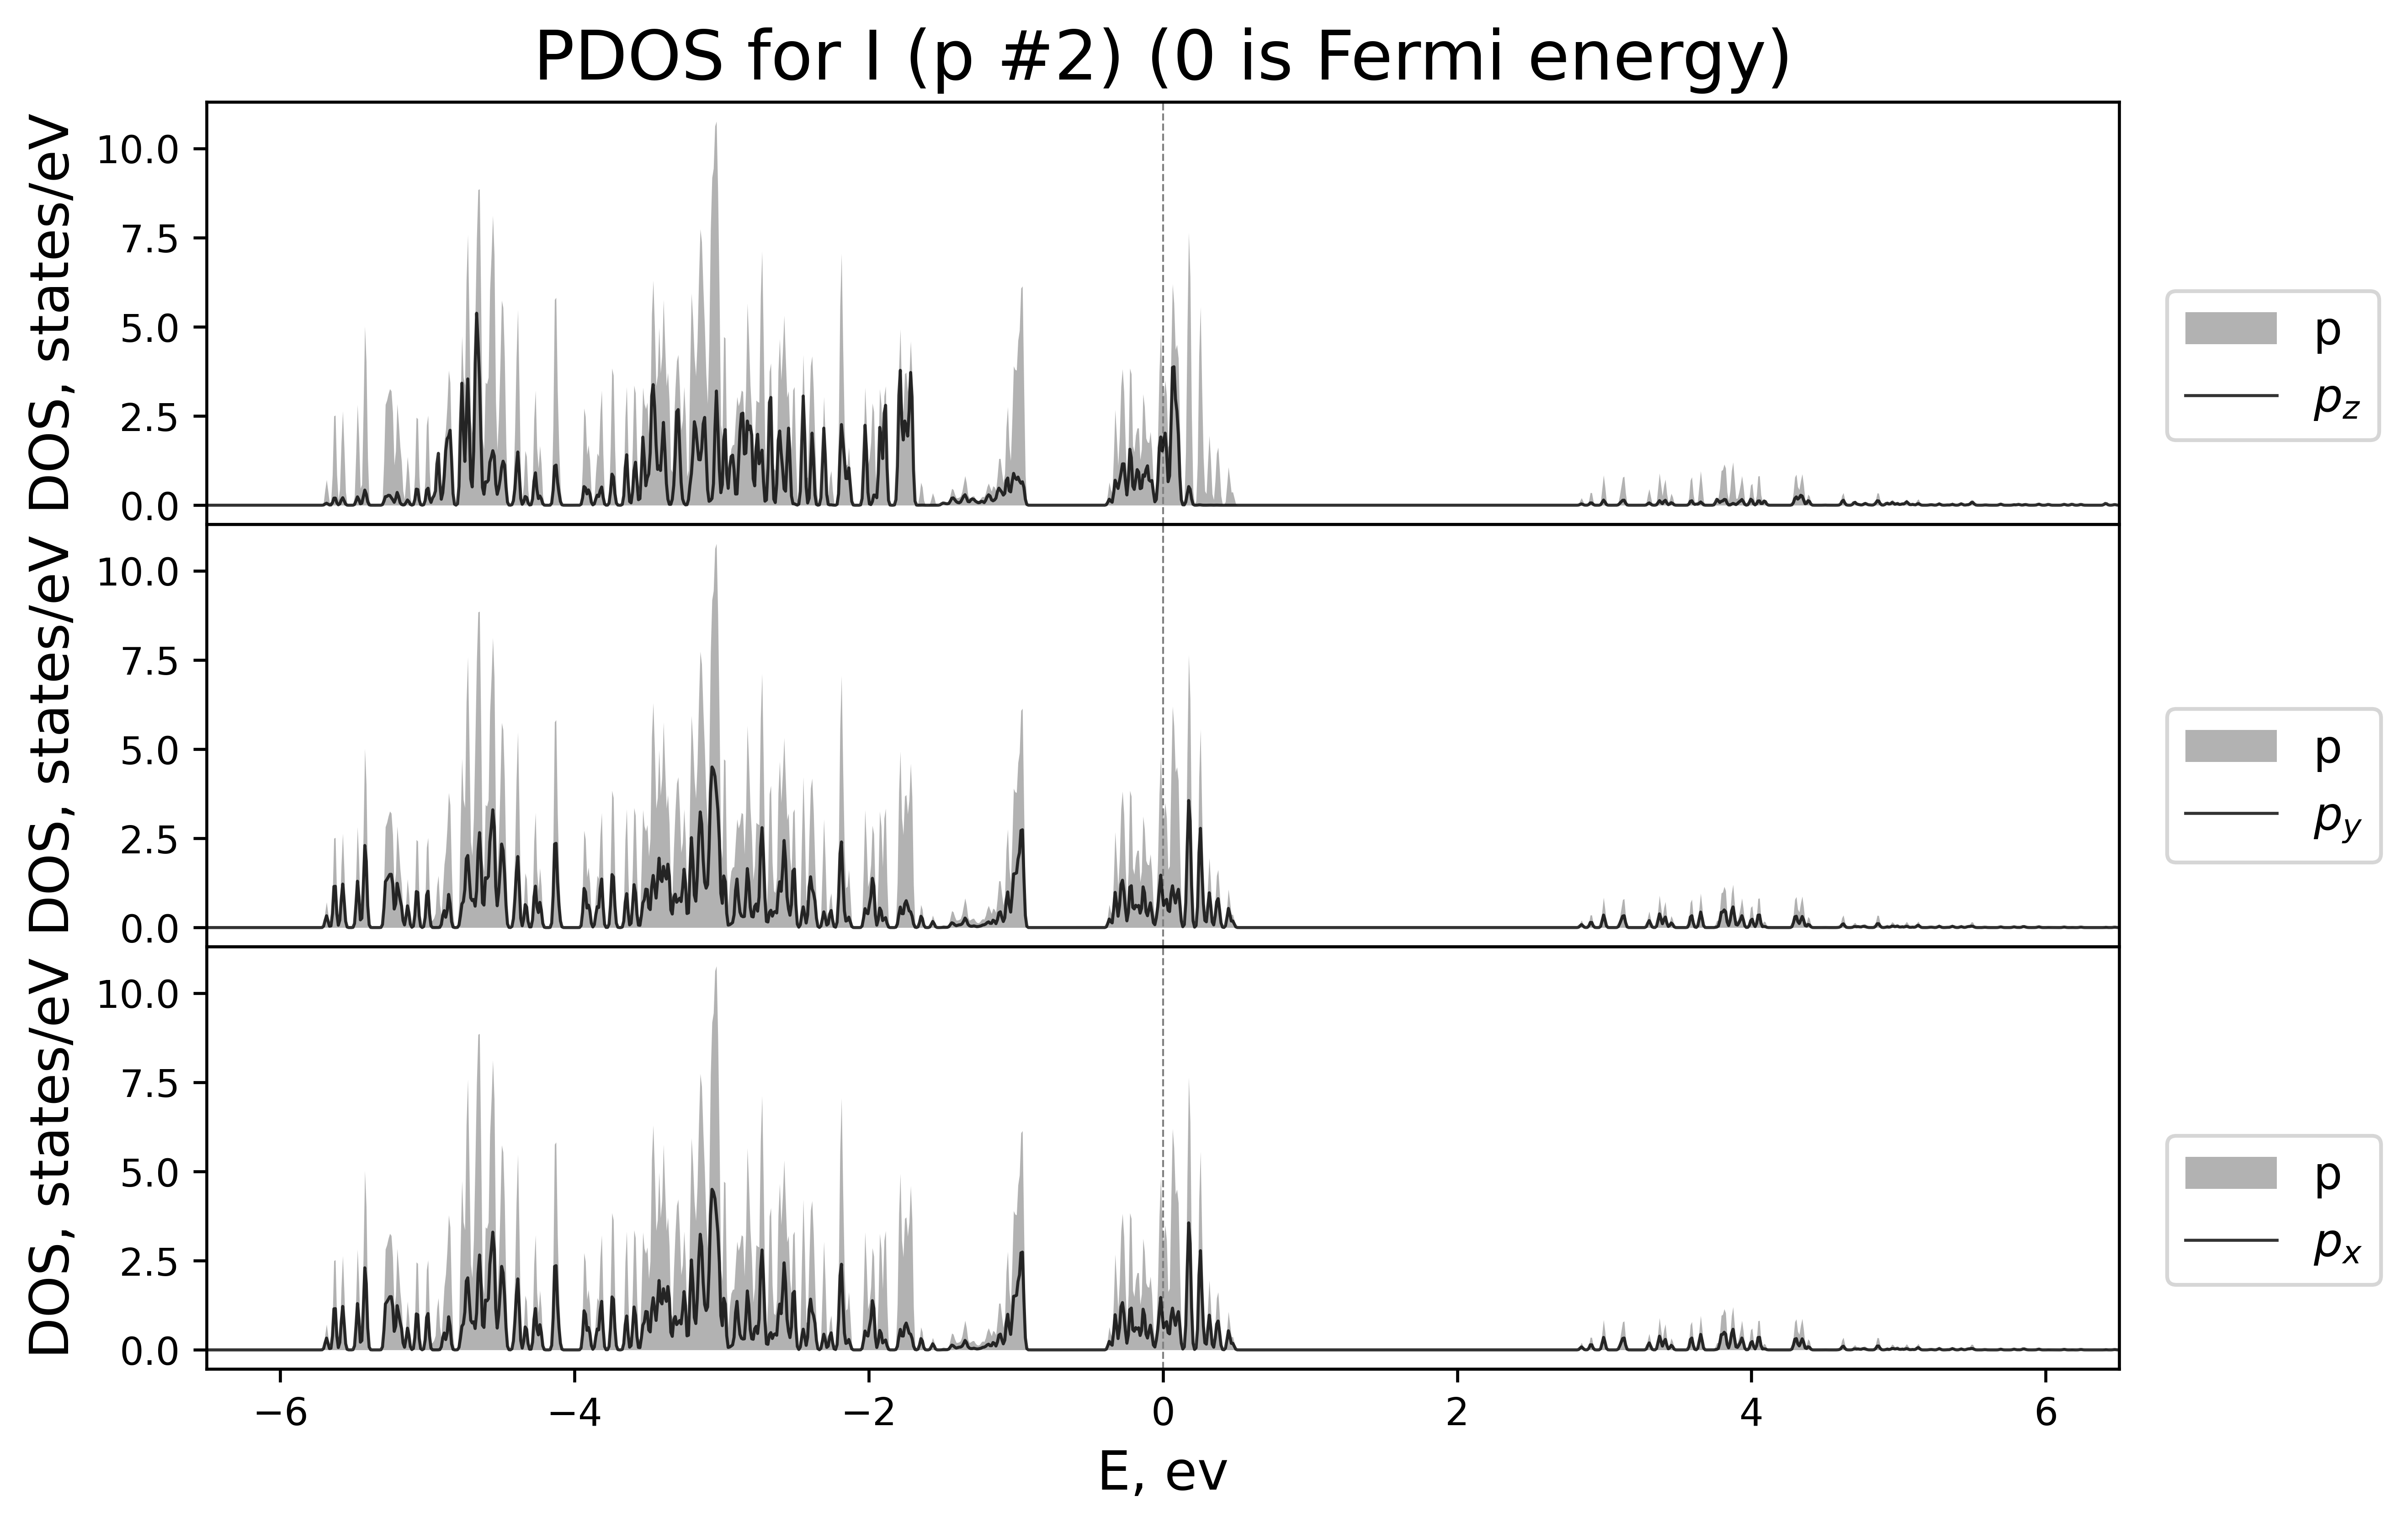 PDOS for I (p #2) (0 is Fermi energy)
DOS, states/eV
10.0
7.5
5.0
2.5
0.0
p
p_z
DOS, states/eV
10.0
7.5
5.0
2.5
0.0
p
p_y
DOS, states/eV
10.0
7.5
5.0
2.5
0.0
p
p_x
−6 −4 −2 0 2 4 6
E, ev